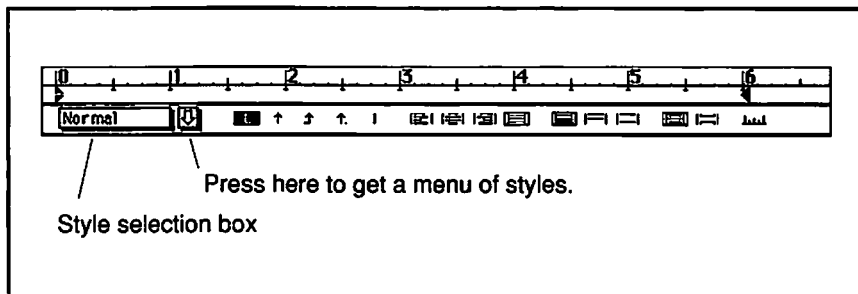 0 1 2 3 4 5 6
Normal
Press here to get a menu of styles.
Style selection box